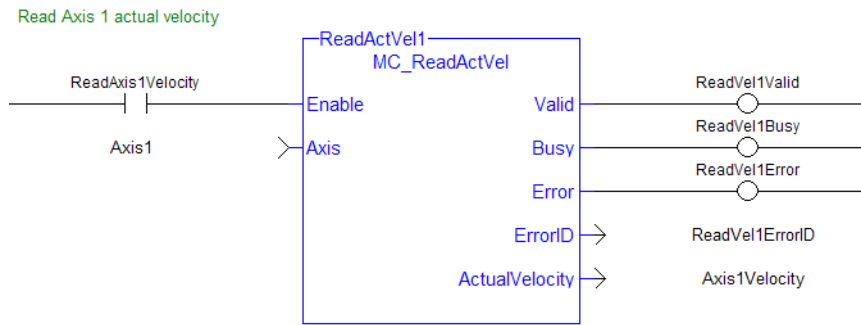 Read Axis 1 actual velocity
ReadActVel1
MC_ReadActVel
ReadAxis1Velocity
ReadVel1Valid
Enable
Valid
ReadVel1Busy
Axis1
Axis
Busy
ReadVel1Error
Error
ErrorID
ReadVel1ErrorID
ActualVelocity
Axis1Velocity